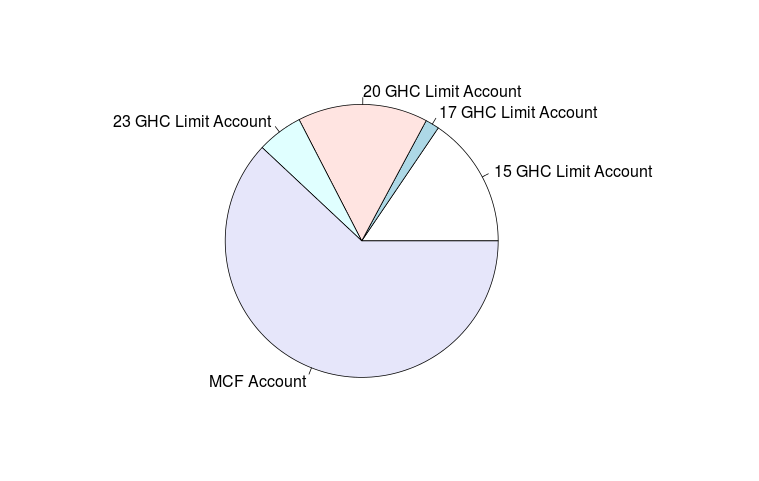 20 GHC Limit Account
17 GHC Limit Account
23 GHC Limit Account
15 GHC Limit Account
MCF Account